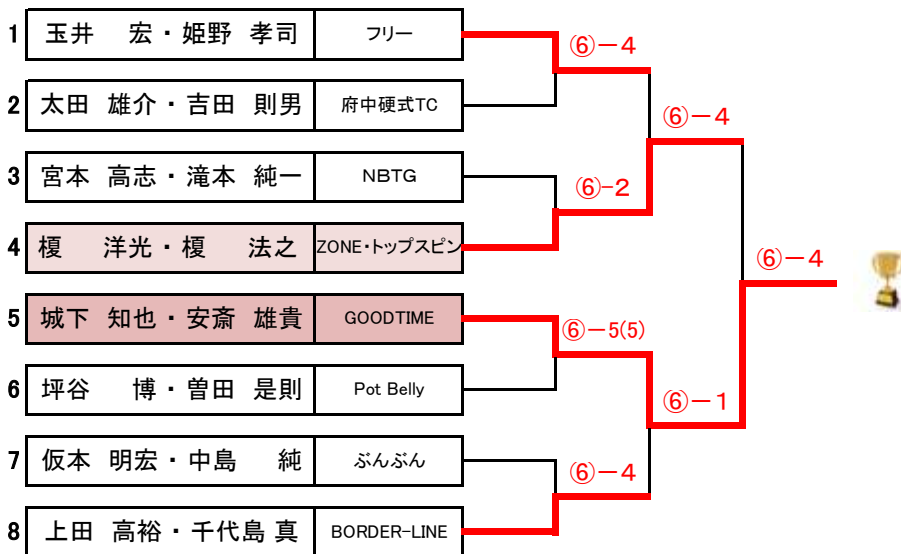 1 玉井 宏・姫野 孝司 フリー
⑥－4
2 太田 雄介・吉田 則男 府中硬式TC
⑥－4
3 宮本 高志・滝本 純一 NBTG
⑥-2
4 榎 洋光・榎 法之 ZONE・トップスピン
⑥－4
5 城下 知也・安斎 雄貴 GOODTIME
⑥－5(5)
6 坪谷 博・曽田 是則 Pot Belly
⑥－1
7 仮本 明宏・中島 純 ぶんぶん
⑥－4
8 上田 高裕・千代島 真 BORDER-LINE